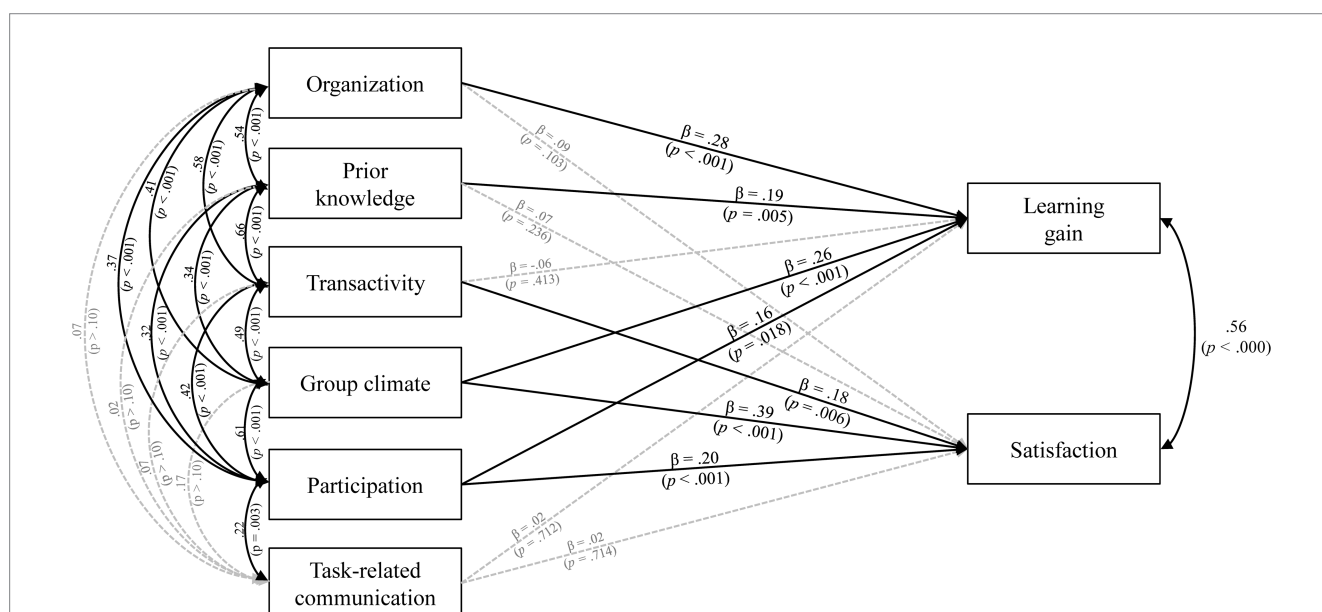 Organization
Prior
knowledge
Transactivity
Group climate
Participation
Task-related
communication
.54
(p < .001)
.58
(p < .001)
.41
(p < .001)
.37
(p < .001)
.07
(p > .10)
.66
(p < .001)
.34
(p < .001)
.32
(p < .001)
.02
(p > .10)
.49
(p < .001)
.42
(p < .001)
.07
(p > .10)
.61
(p < .001)
.17
(p > .10)
.22
(p = .003)
β = .28
(p < .001)
β = .09
(p = .103)
β = .19
(p = .005)
β = .07
(p = .236)
β = -.06
(p = .413)
β = .26
(p < .001)
β = .16
(p = .018)
β = .18
(p = .006)
β = .39
(p < .001)
β = .20
(p < .001)
β = .02
(p = .712)
β = .02
(p = .714)
Learning
gain
Satisfaction
.56
(p < .000)